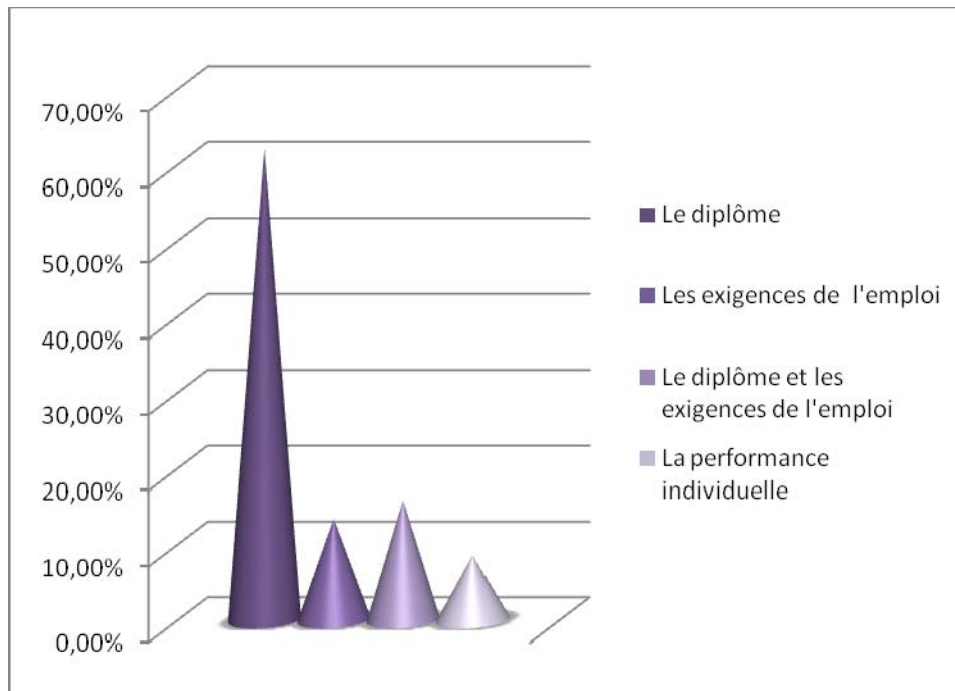 70,00%
60,00%
50,00%
40,00%
30,00%
20,00%
10,00%
0,00%
Le diplôme
Les exigences de  l'emploi
Le diplôme et les
exigences de l'emploi
La performance
individuelle